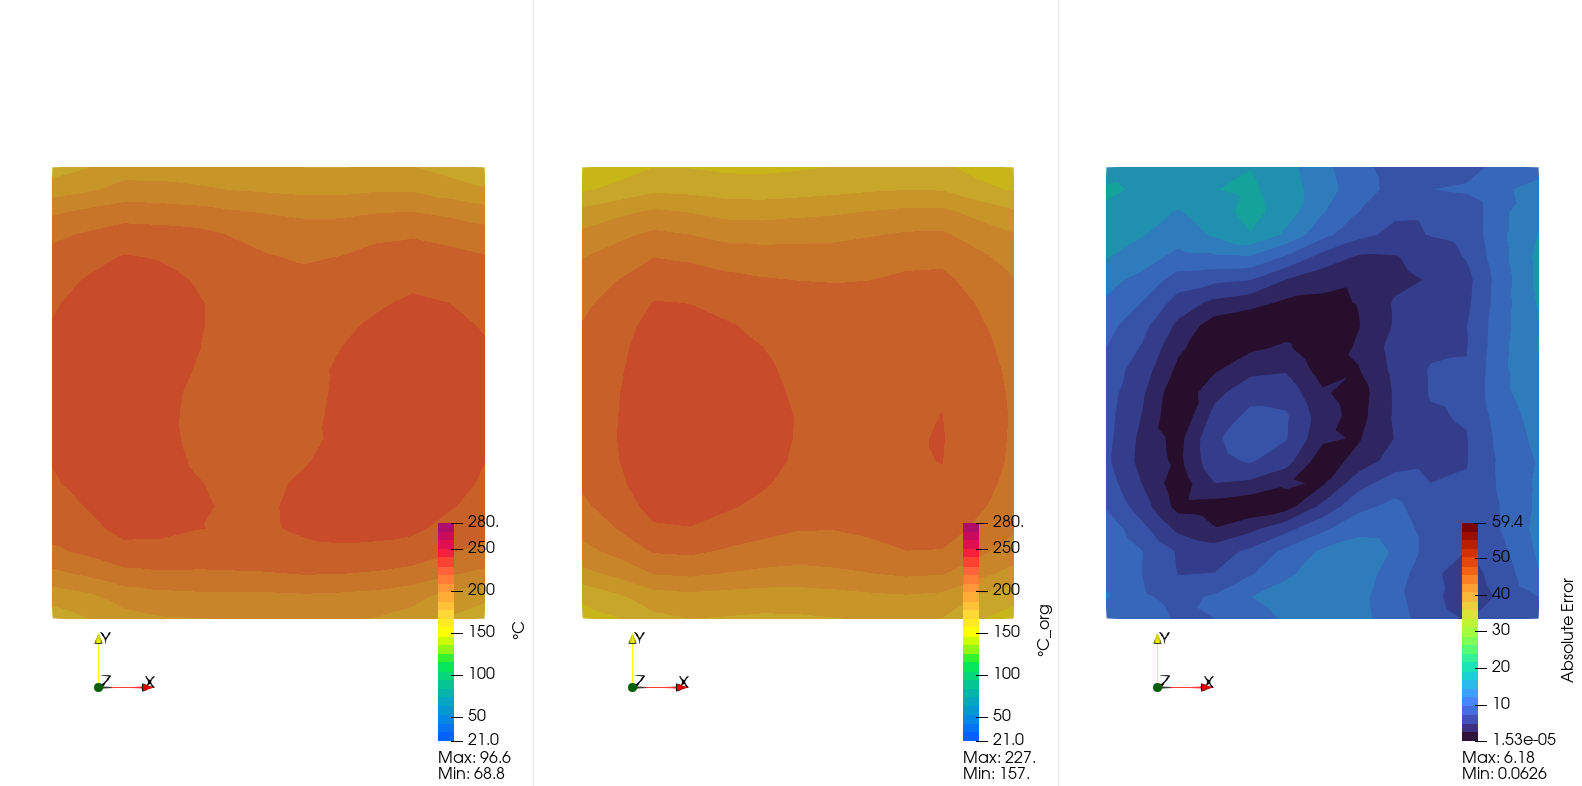 280.
250
200
150
100
50
21.0
°C
Max: 96.6
Min: 68.8
Y
Z
X
280.
250
200
150
100
50
21.0
°C_org
Max: 227.
Min: 157.
Y
Z
X
59.4
50
40
30
20
10
1.53e-05
Absolute Error
Max: 6.18
Min: 0.0626
Y
Z
X